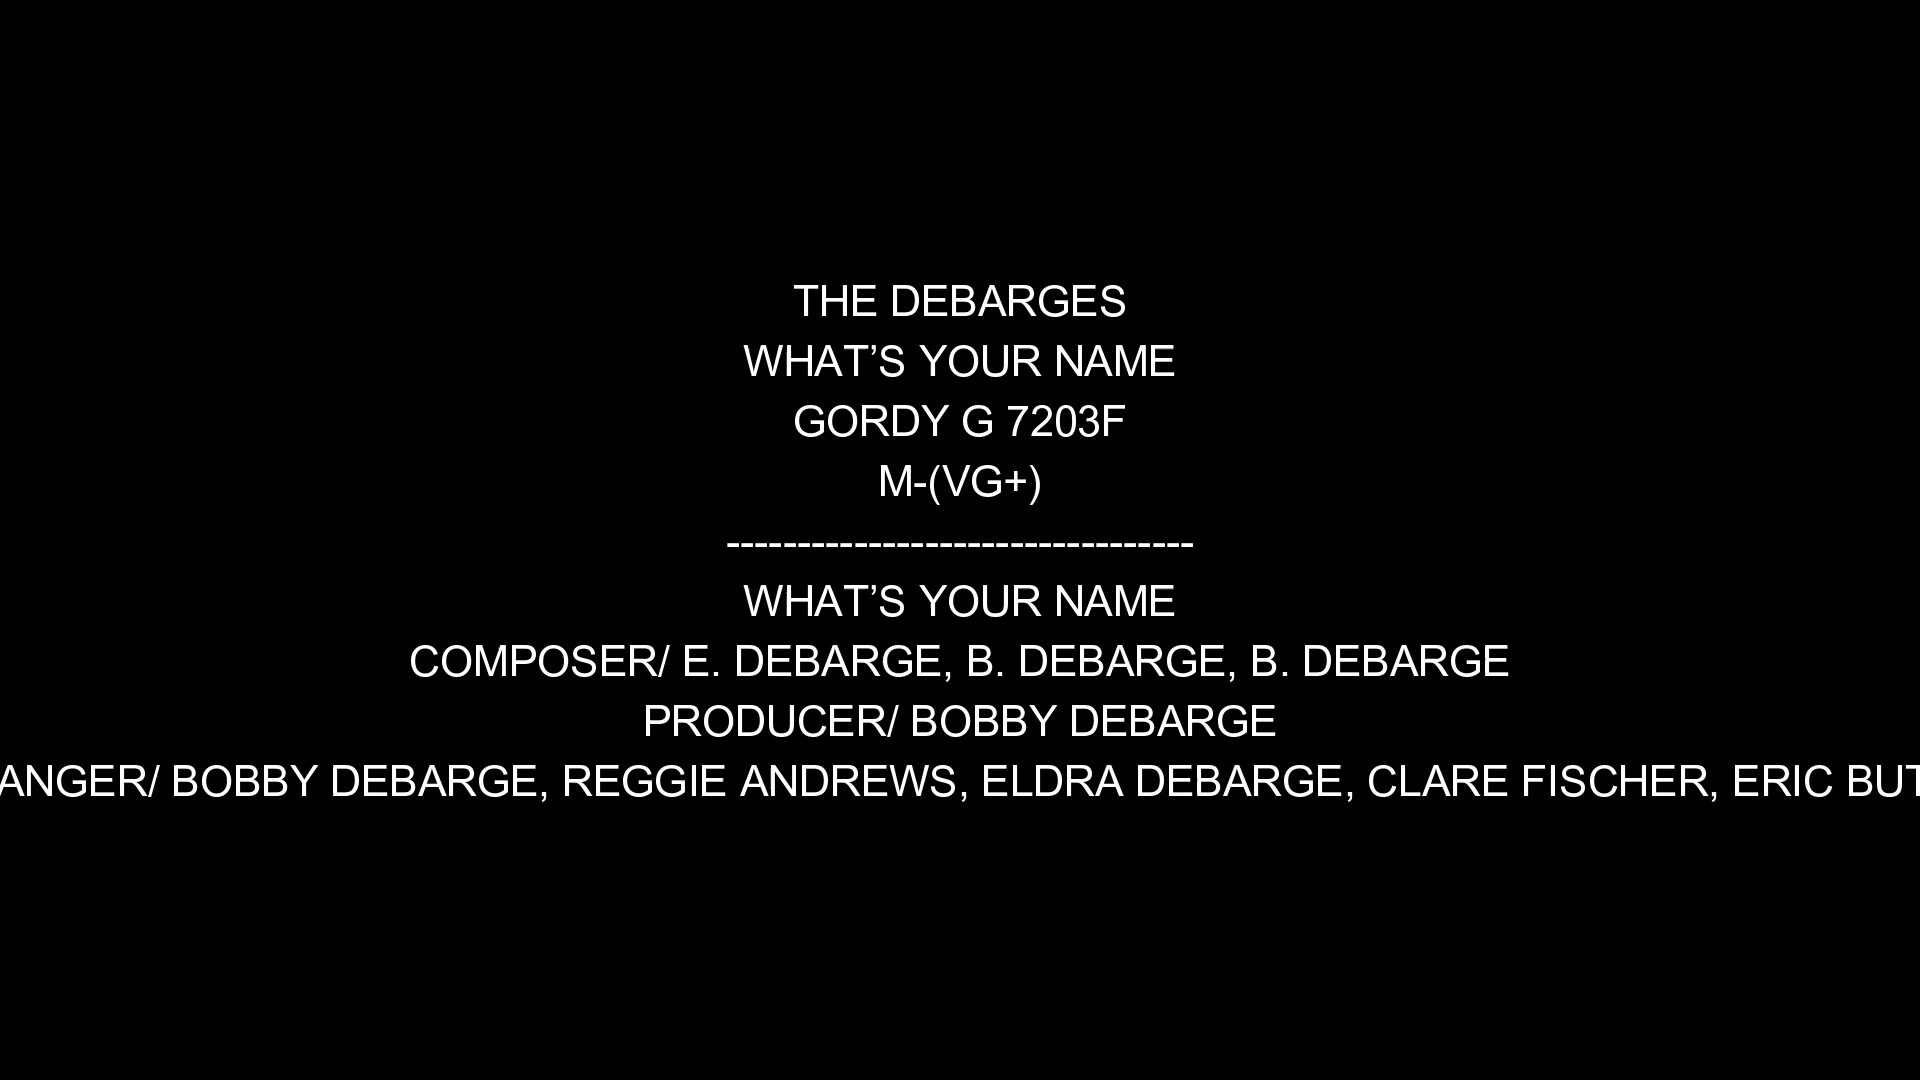 THE DEBARGES
WHAT’S YOUR NAME
GORDY G 7203F
M-(VG+)
---------------------------------
WHAT’S YOUR NAME
COMPOSER/ E. DEBARGE, B. DEBARGE, B. DEBARGE
PRODUCER/ BOBBY DEBARGE
ANGER/ BOBBY DEBARGE, REGGIE ANDREWS, ELDRA DEBARGE, CLARE FISCHER, ERIC BUT